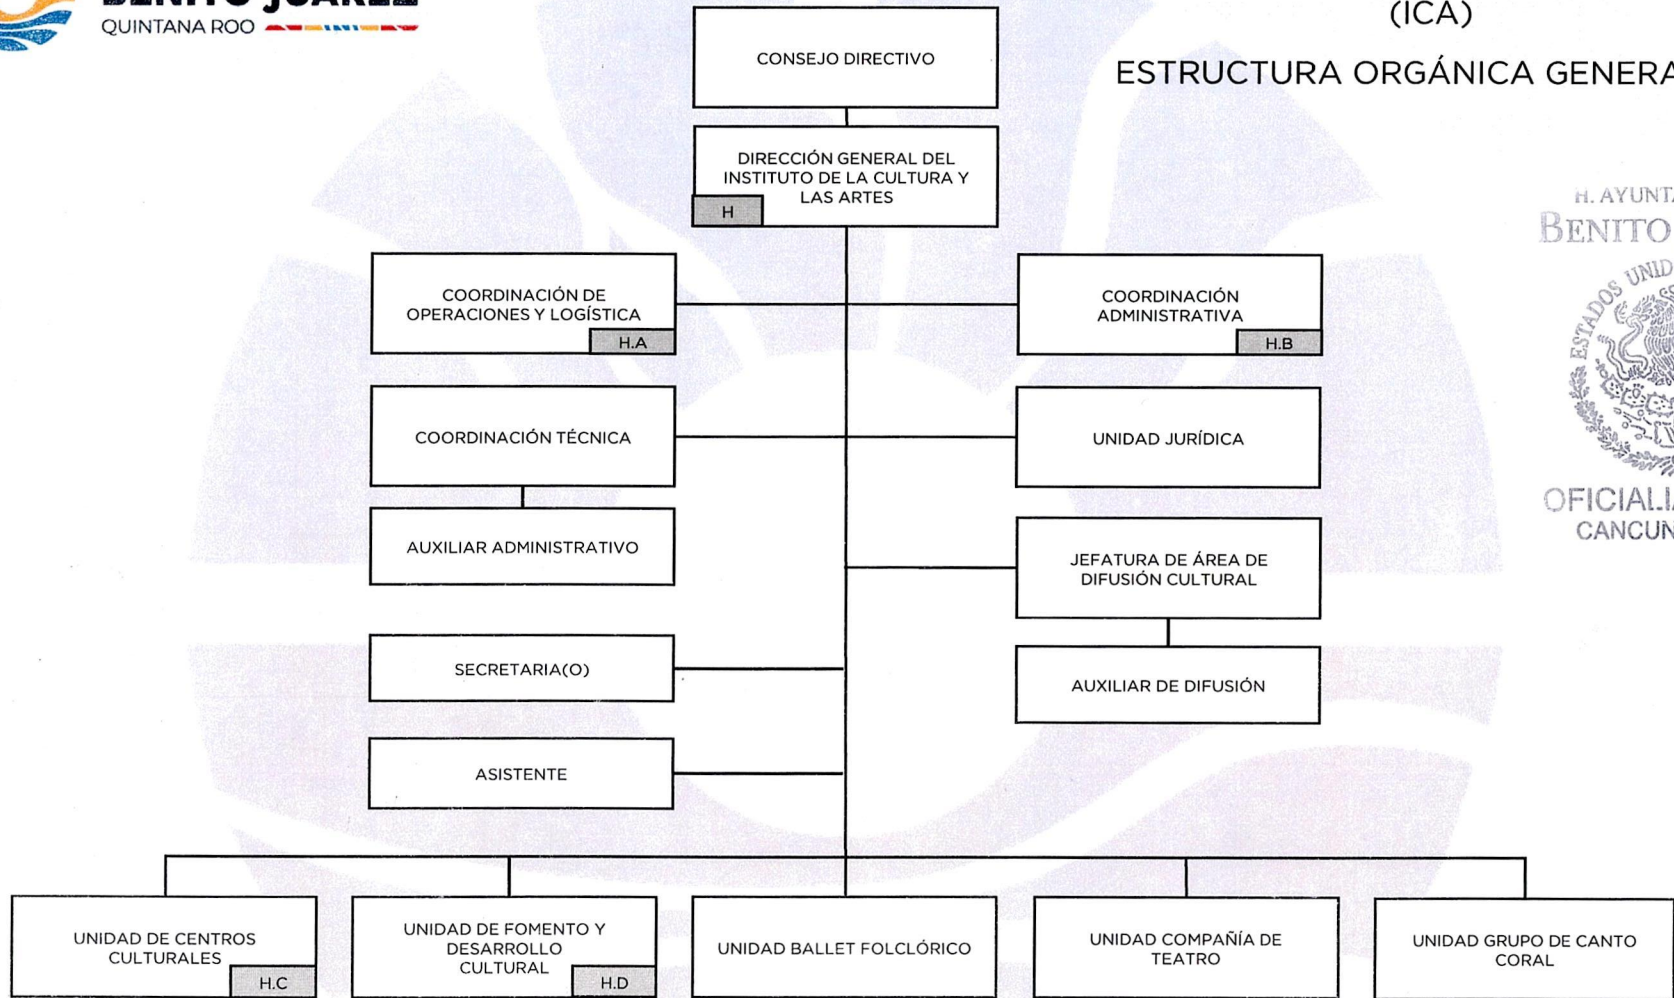 BENITO JUÁREZ
QUINTANA ROO
(ICA)
ESTRUCTURA ORGÁNICA
CONSEJO DIRECTIVO
DIRECCIÓN GENERAL DEL
INSTITUTO DE LA CULTURA Y
LAS ARTES
H
H.
BENITO
ESTADOS
CANCUN
COORDINACIÓN DE
OPERACIONES Y LOGÍSTICA
H.A
COORDINACIÓN
ADMINISTRATIVA
H.B
COORDINACIÓN TÉCNICA
UNIDAD JURÍDICA
AUXILIAR ADMINISTRATIVO
JEFATURA DE ÁREA DE
DIFUSIÓN CULTURAL
SECRETARIA(O)
AUXILIAR DE DIFUSIÓN
ASISTENTE
UNIDAD DE CENTROS
CULTURALES
H.C
UNIDAD DE FOMENTO Y
DESARROLLO
CULTURAL
H.D
UNIDAD BALLET FOLCLÓRICO
UNIDAD COMPAÑÍA DE
TEATRO
UNIDAD GRUPO DE CANTO
CORAL